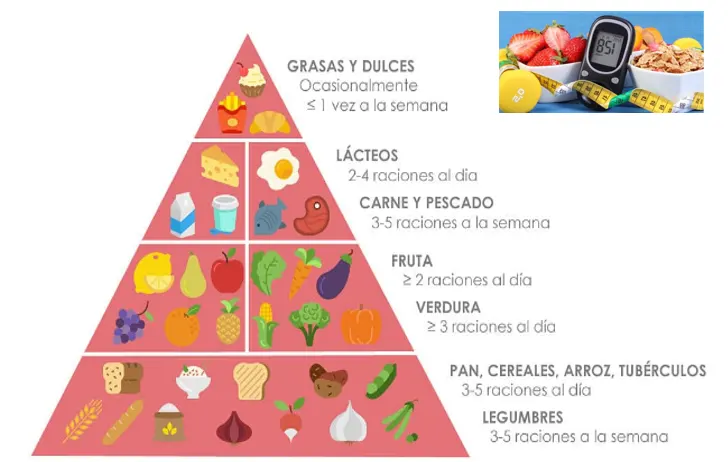 GRASAS Y DULCES
Ocasionalmente
≤ 1 vez a la semana
LÁCTEOS
2-4 raciones al dia
CARNE Y PESCADO
3-5 raciones a la semana
FRUTA
≥ 2 raciones al día
VERDURA
≥ 3 raciones al día
PAN, CEREALES, ARROZ, TUBÉRCULOS
3-5 raciones al día
LEGUMBRES
3-5 raciones a la semana
2.0